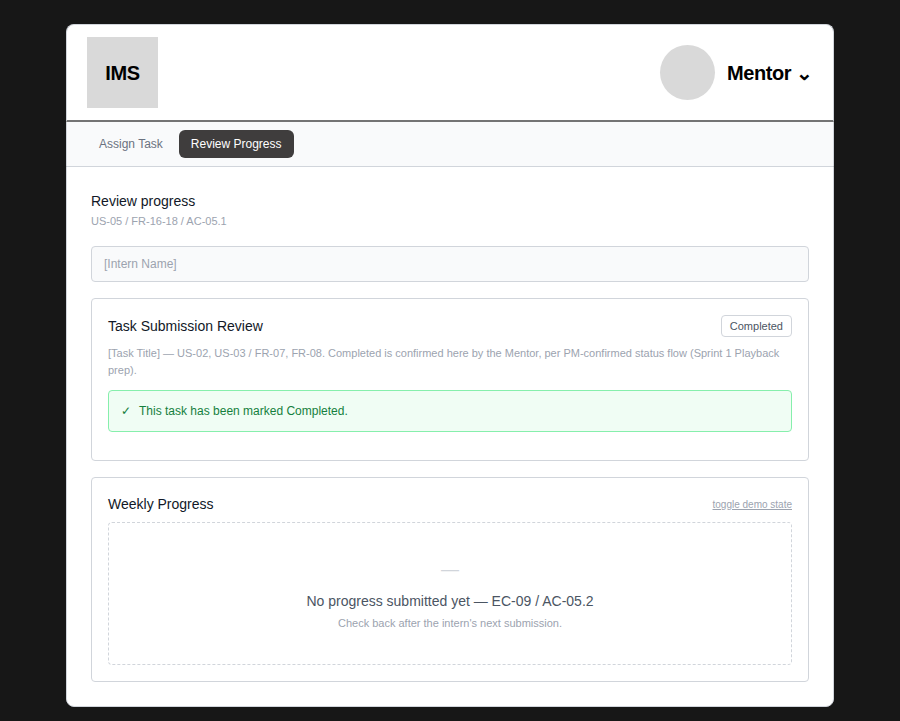 IMS
Mentor
Assign Task
Review Progress
Review progress
US-05 / FR-16-18 / AC-05.1
[Intern Name]
Task Submission Review
Completed
[Task Title] — US-02, US-03 / FR-07, FR-08. Completed is confirmed here by the Mentor, per PM-confirmed status flow (Sprint 1 Playback
prep).
✓ This task has been marked Completed.
Weekly Progress
toggle demo state
—
No progress submitted yet — EC-09 / AC-05.2
Check back after the intern's next submission.